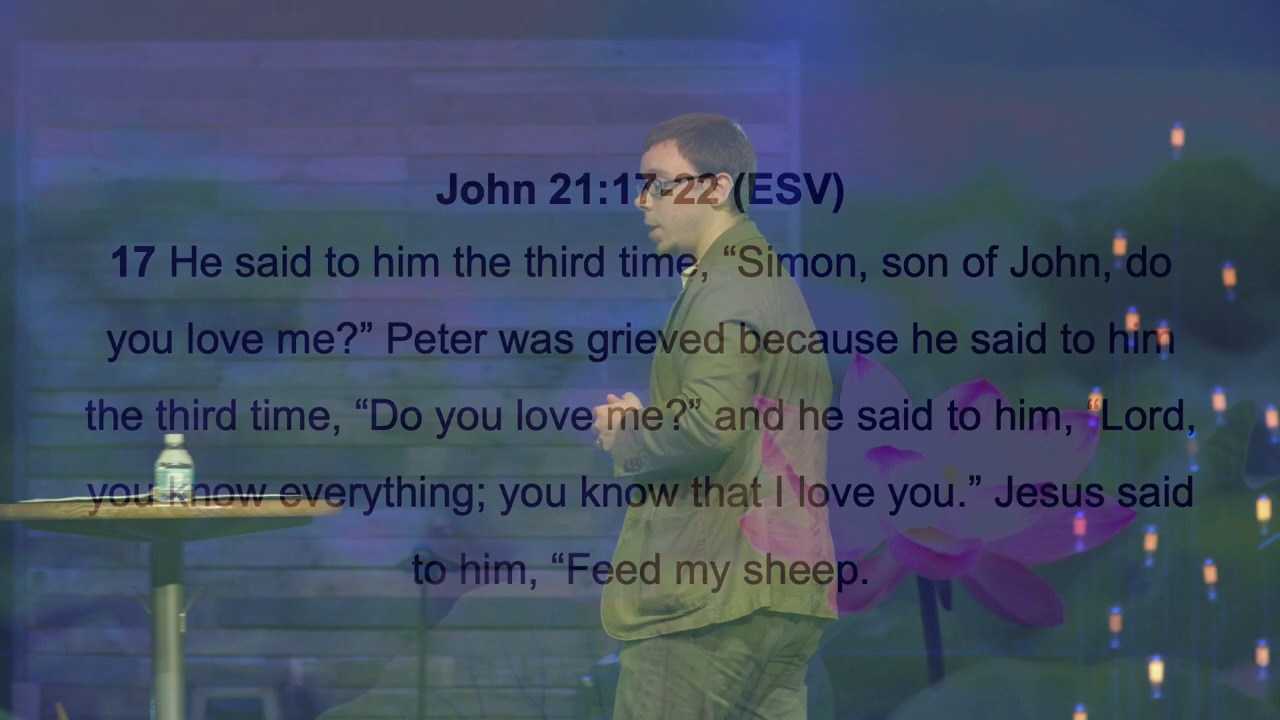 John 21:17-22 (ESV)
17 He said to him the third time, “Simon, son of John, do
you love me?” Peter was grieved because he said to him
the third time, “Do you love me?” and he said to him, “Lord,
you know everything; you know that I love you.” Jesus said
to him, “Feed my sheep.